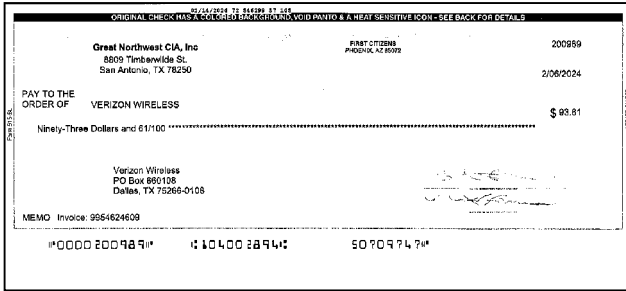 02/14/2024 72 846299 57 168
ORIGINAL CHECK HAS A COLORED BACKGROUND, VOID PANTO & A HEAT SENSITIVE ICON - SEE BACK FOR DETAILS
Great Northwest CIA, Inc
8809 Timberwilde St.
San Antonio, TX 78250
FIRST CITIZENS
PHOENIX, AZ 85072
200989
2/06/2024
PAY TO THE
ORDER OF VERIZON WIRELESS
$ 93.61
Ninety-Three Dollars and 61/100
Verizon Wireless
PO Box 660108
Dallas, TX 75266-0108
MEMO Invoice: 9954624609
⑈0000200989⑈ ⑆104002894⑆ 50709747⑈